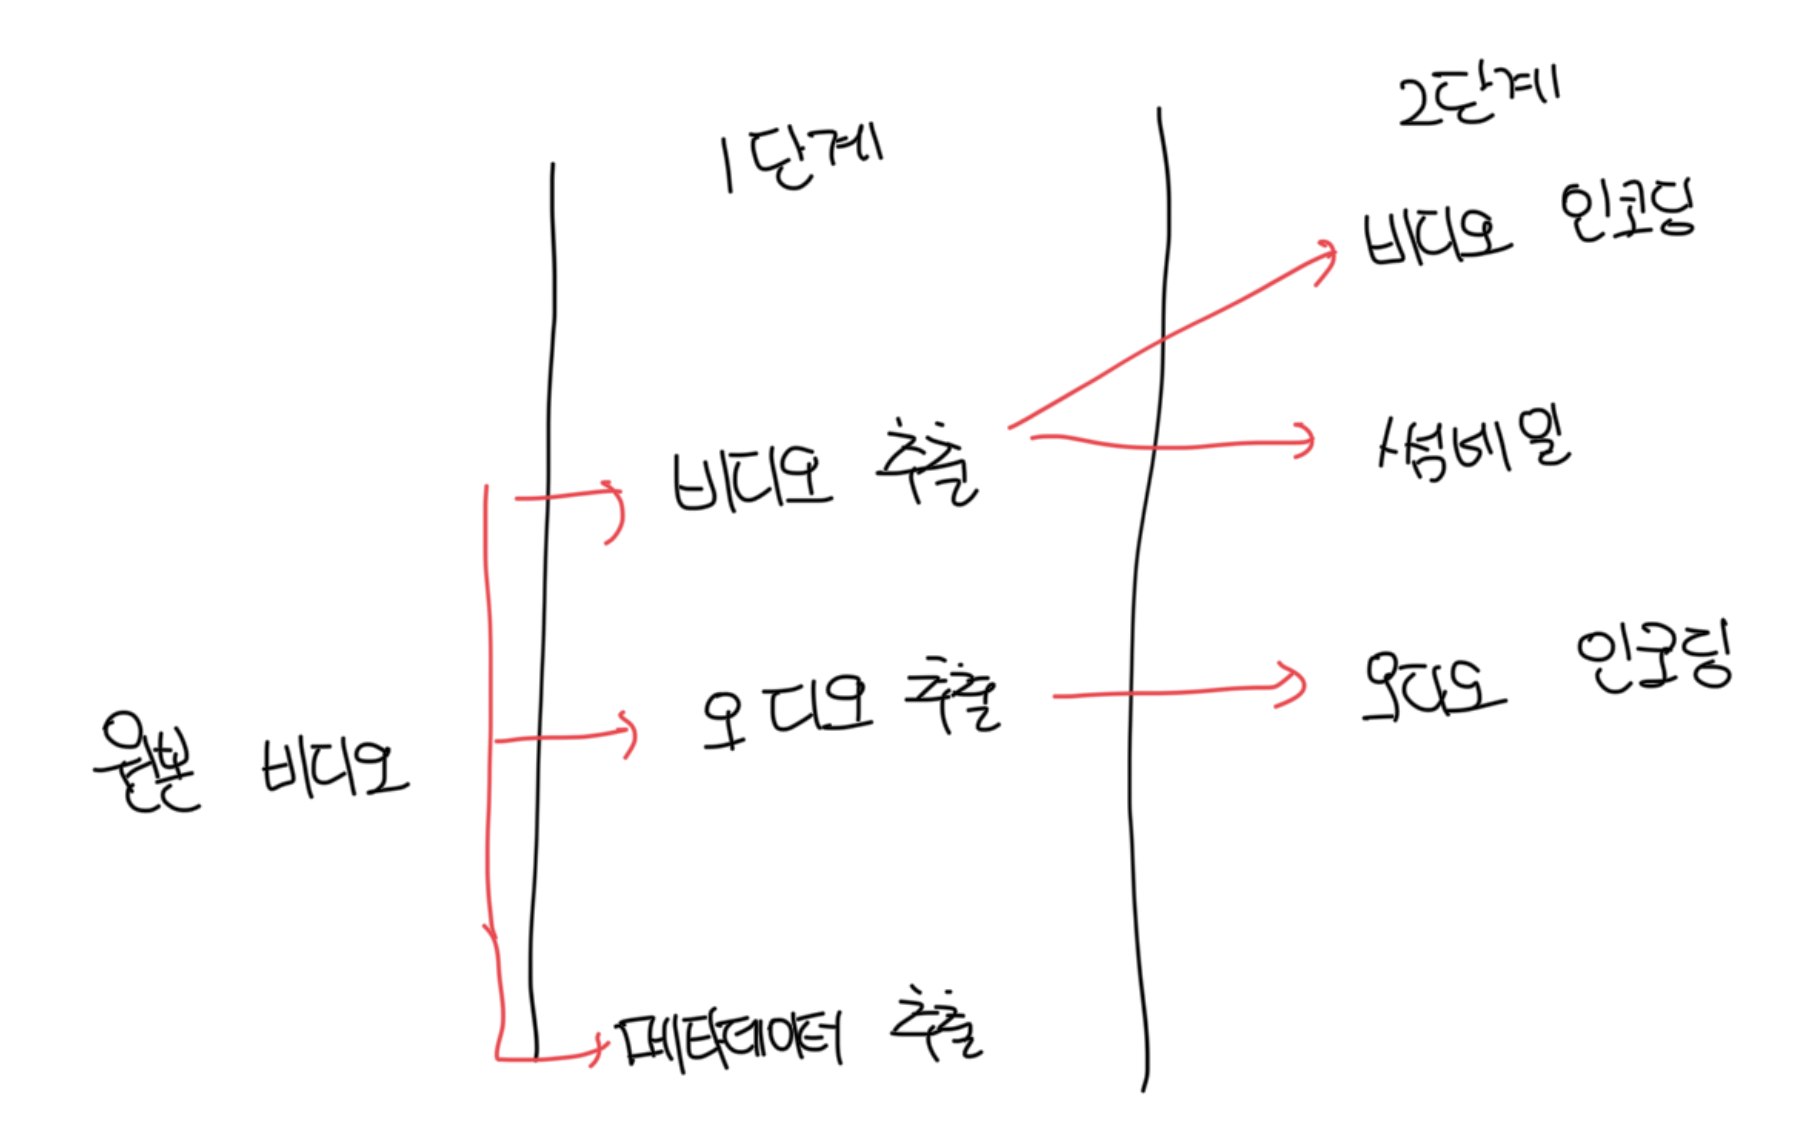 원본 비디오
1단계
비디오 추출
오디오 추출
메타데이터 추출
2단계
비디오 인코딩
썸네일
오디오 인코딩